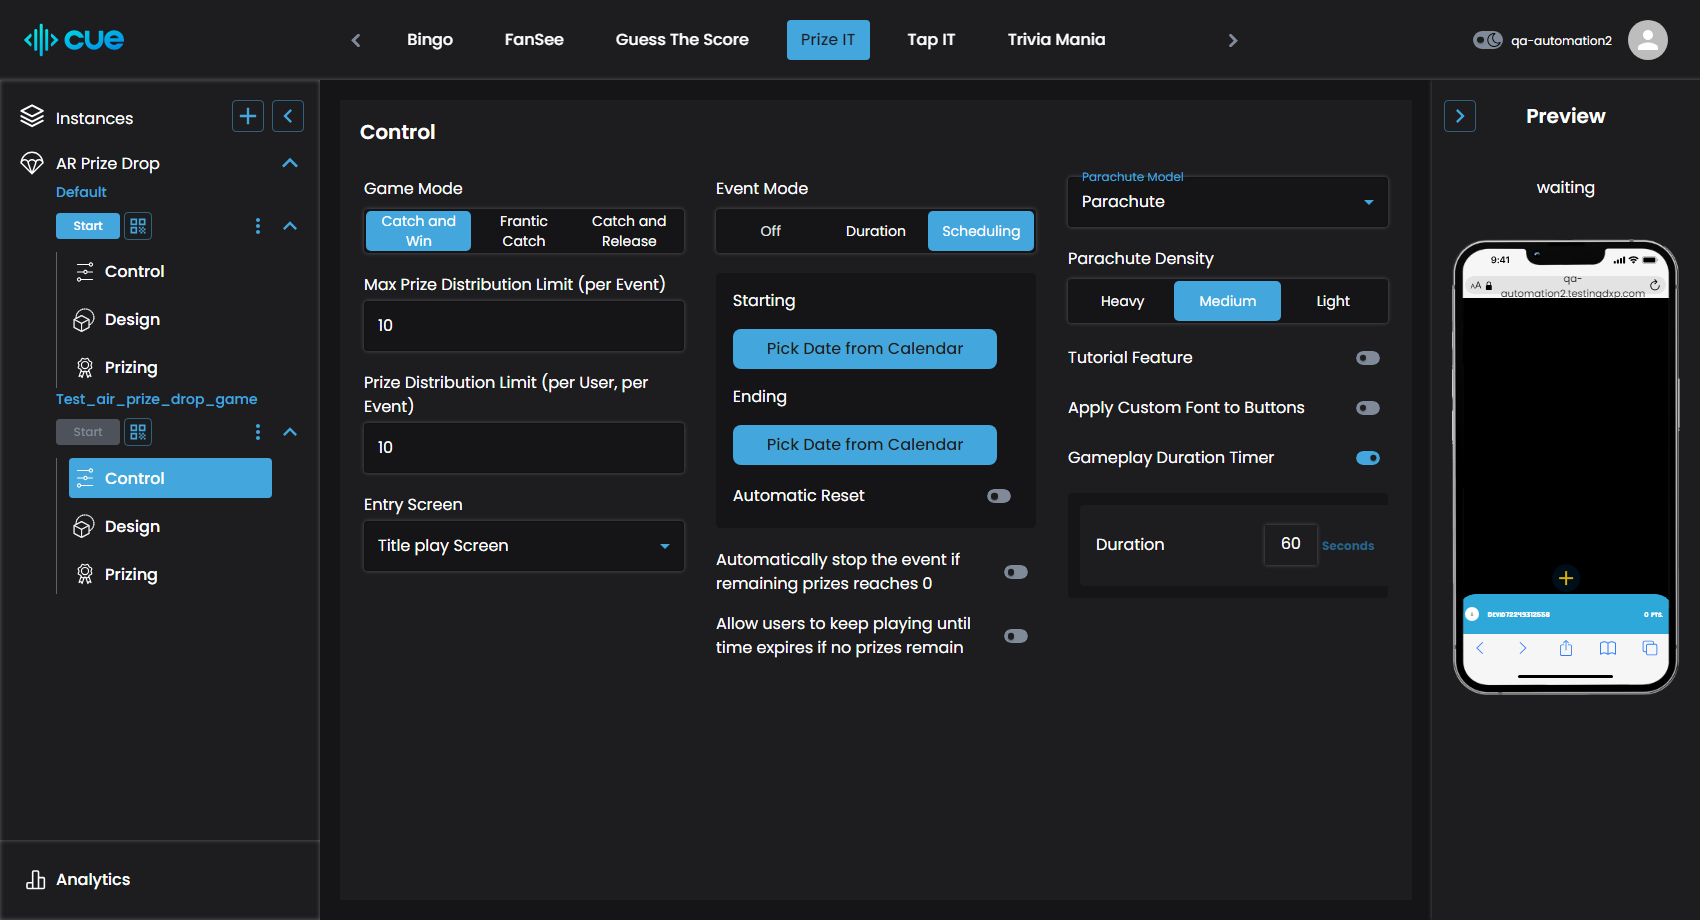 cue
Bingo
FanSee
Guess The Score
Prize IT
Tap IT
Trivia Mania
qa-automation2
Instances
AR Prize Drop
Default
Start
Control
Design
Prizing
Test_air_prize_drop_game
Start
Control
Design
Prizing
Analytics
Control
Game Mode
Catch and
Win
Frantic
Catch
Catch and
Release
Max Prize Distribution Limit (per Event)
10
Prize Distribution Limit (per User, per
Event)
10
Entry Screen
Title play Screen
Event Mode
Off
Duration
Scheduling
Starting
Pick Date from Calendar
Ending
Pick Date from Calendar
Automatic Reset
Automatically stop the event if
remaining prizes reaches 0
Allow users to keep playing until
time expires if no prizes remain
Parachute Model
Parachute
Parachute Density
Heavy
Medium
Light
Tutorial Feature
Apply Custom Font to Buttons
Gameplay Duration Timer
Duration
60
Seconds
Preview
waiting
9:41
AA
qa-
automation2.testingdxp.com
0 PTS.